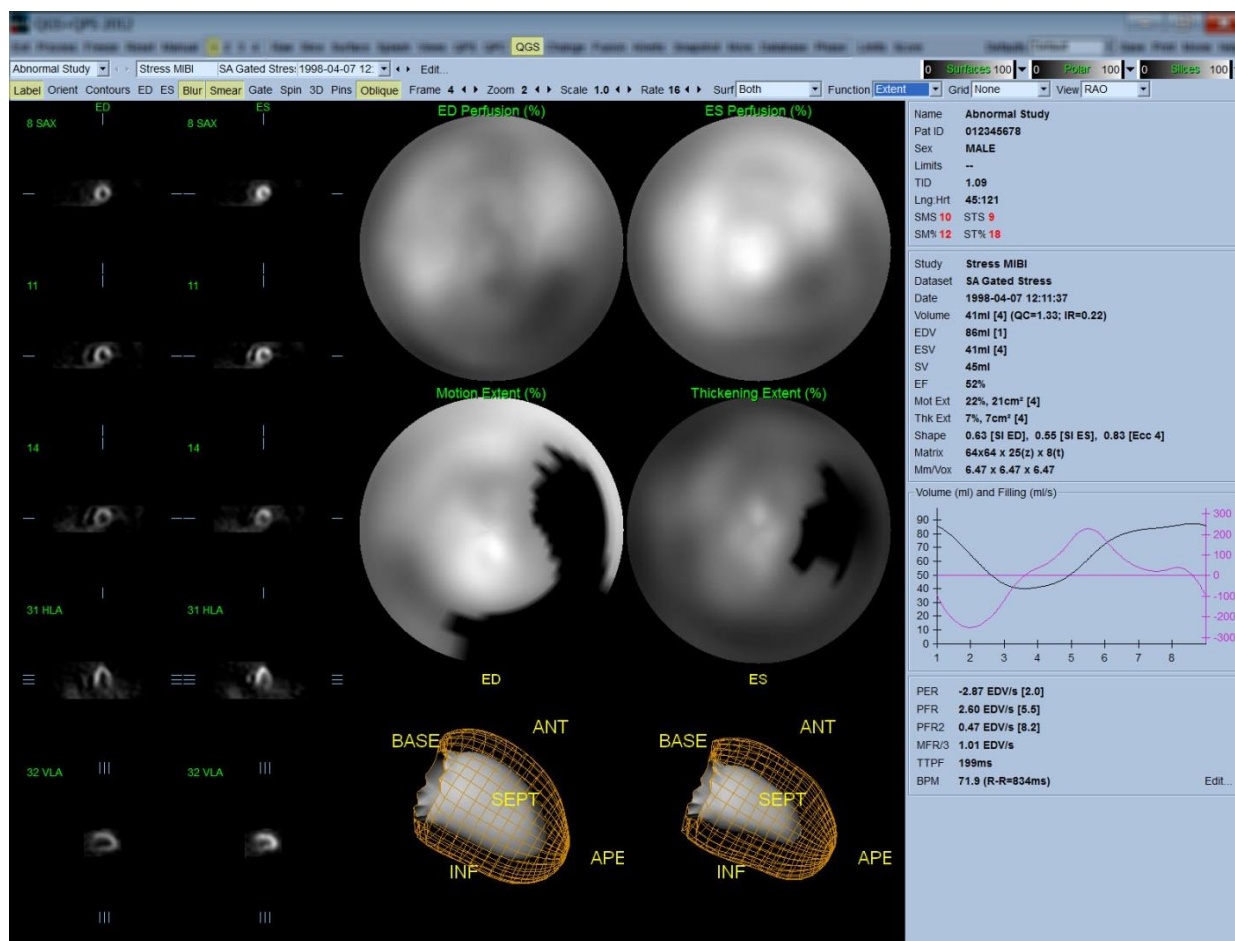 QGS+QPS 2012
QGS
Abnormal Study Stress MIBI SA Gated Stres: 1998-04-07 12: Edit...
0 Surfaces 100 0 Polar 100 0 Slices 100
Label Orient Contours ED ES Blur Smear Gate Spin 3D Pins Oblique Frame 4 Zoom 2 Scale 1.0 Rate 16 Surf Both Function Extent Grid None View RAO
ED ES
8 SAX 8 SAX
11 11
14 14
31 HLA 31 HLA
32 VLA 32 VLA
ED Perfusion (%) ES Perfusion (%)
Motion Extent (%) Thickening Extent (%)
ED ES
BASE ANT SEPT INF APE
BASE ANT SEPT INF APE
Name Abnormal Study
Pat ID 012345678
Sex MALE
Limits --
TID 1.09
Lng:Hrt 45:121
SMS 10 STS 9
SM% 12 ST% 18
Study Stress MIBI
Dataset SA Gated Stress
Date 1998-04-07 12:11:37
Volume 41ml [4] (QC=1.33; IR=0.22)
EDV 86ml [1]
ESV 41ml [4]
SV 45ml
EF 52%
Mot Ext 22%, 21cm² [4]
Thk Ext 7%, 7cm² [4]
Shape 0.63 [SI ED], 0.55 [SI ES], 0.83 [Ecc 4]
Matrix 64x64 x 25(z) x 8(t)
Mm/Vox 6.47 x 6.47 x 6.47
Volume (ml) and Filling (ml/s)
90 300
80 200
70
60 100
50 0
40
30 -100
20 -200
10
0 -300
1 2 3 4 5 6 7 8
PER -2.87 EDV/s [2.0]
PFR 2.60 EDV/s [5.5]
PFR2 0.47 EDV/s [8.2]
MFR/3 1.01 EDV/s
TTPF 199ms
BPM 71.9 (R-R=834ms) Edit...